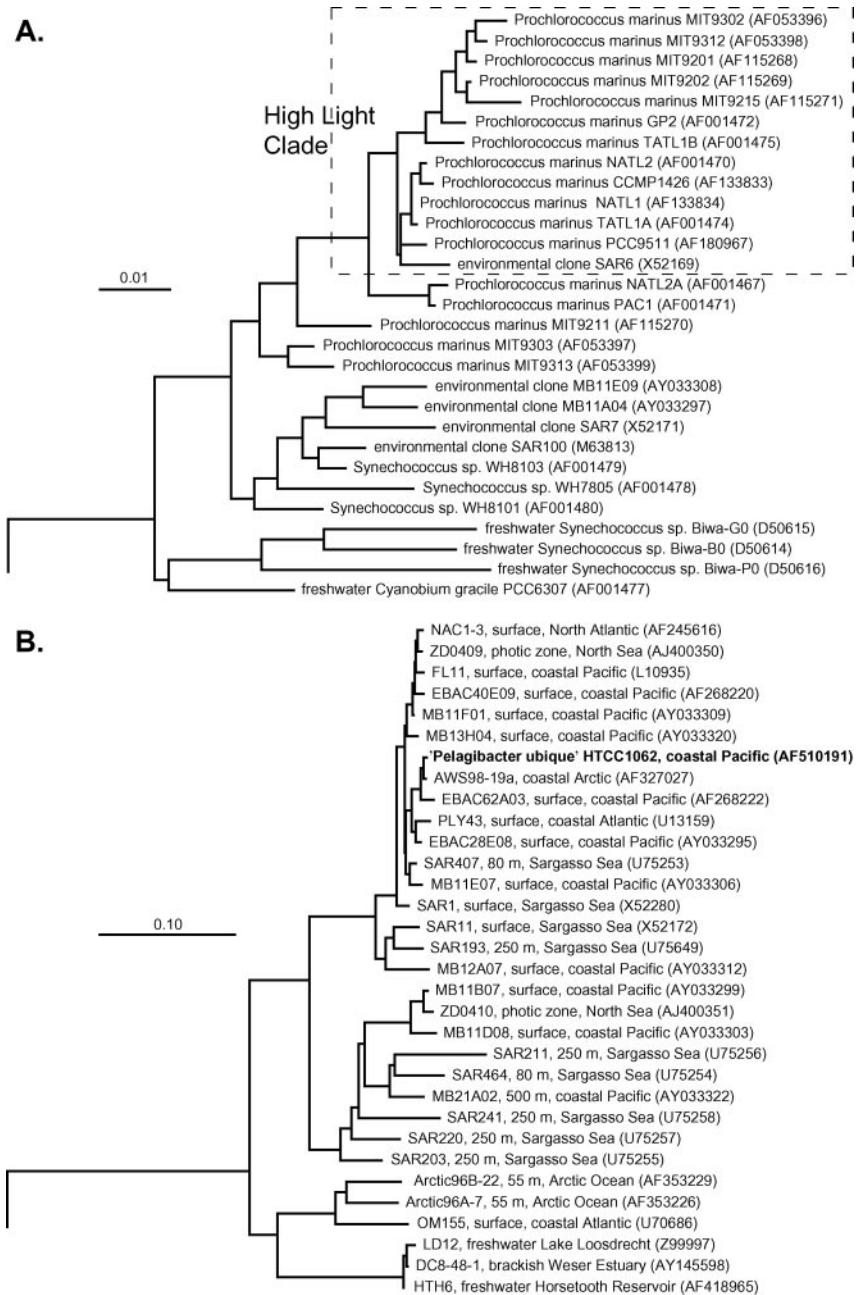 A.
Prochlorococcus marinus MIT9302 (AF053396)
Prochlorococcus marinus MIT9312 (AF053398)
Prochlorococcus marinus MIT9201 (AF115268)
Prochlorococcus marinus MIT9202 (AF115269)
Prochlorococcus marinus MIT9215 (AF115271)
High Light
Clade
Prochlorococcus marinus GP2 (AF001472)
Prochlorococcus marinus TATL1B (AF001475)
Prochlorococcus marinus NATL2 (AF001470)
Prochlorococcus marinus CCMP1426 (AF133833)
Prochlorococcus marinus NATL1 (AF133834)
Prochlorococcus marinus TATL1A (AF001474)
Prochlorococcus marinus PCC9511 (AF180967)
environmental clone SAR6 (X52169)
0.01
Prochlorococcus marinus NATL2A (AF001467)
Prochlorococcus marinus PAC1 (AF001471)
Prochlorococcus marinus MIT9211 (AF115270)
Prochlorococcus marinus MIT9303 (AF053397)
Prochlorococcus marinus MIT9313 (AF053399)
environmental clone MB11E09 (AY033308)
environmental clone MB11A04 (AY033297)
environmental clone SAR7 (X52171)
environmental clone SAR100 (M63813)
Synechococcus sp. WH8103 (AF001479)
Synechococcus sp. WH7805 (AF001478)
Synechococcus sp. WH8101 (AF001480)
freshwater Synechococcus sp. Biwa-G0 (D50615)
freshwater Synechococcus sp. Biwa-B0 (D50614)
freshwater Synechococcus sp. Biwa-P0 (D50616)
freshwater Cyanobium gracile PCC6307 (AF001477)
B.
NAC1-3, surface, North Atlantic (AF245616)
ZD0409, photic zone, North Sea (AJ400350)
FL11, surface, coastal Pacific (L10935)
EBAC40E09, surface, coastal Pacific (AF268220)
MB11F01, surface, coastal Pacific (AY033309)
MB13H04, surface, coastal Pacific (AY033320)
'Pelagibacter ubique' HTCC1062, coastal Pacific (AF510191)
AWS98-19a, coastal Arctic (AF327027)
EBAC62A03, surface, coastal Pacific (AF268222)
PLY43, surface, coastal Atlantic (U13159)
EBAC28E08, surface, coastal Pacific (AY033295)
SAR407, 80 m, Sargasso Sea (U75253)
MB11E07, surface, coastal Pacific (AY033306)
SAR1, surface, Sargasso Sea (X52280)
0.10
SAR11, surface, Sargasso Sea (X52172)
SAR193, 250 m, Sargasso Sea (U75649)
MB12A07, surface, coastal Pacific (AY033312)
MB11B07, surface, coastal Pacific (AY033299)
ZD0410, photic zone, North Sea (AJ400351)
MB11D08, surface, coastal Pacific (AY033303)
SAR211, 250 m, Sargasso Sea (U75256)
SAR464, 80 m, Sargasso Sea (U75254)
MB21A02, 500 m, coastal Pacific (AY033322)
SAR241, 250 m, Sargasso Sea (U75258)
SAR220, 250 m, Sargasso Sea (U75257)
SAR203, 250 m, Sargasso Sea (U75255)
Arctic96B-22, 55 m, Arctic Ocean (AF353229)
Arctic96A-7, 55 m, Arctic Ocean (AF353226)
OM155, surface, coastal Atlantic (U70686)
LD12, freshwater Lake Loosdrecht (Z99997)
DC8-48-1, brackish Weser Estuary (AY145598)
HTH6, freshwater Horsetooth Reservoir (AF418965)